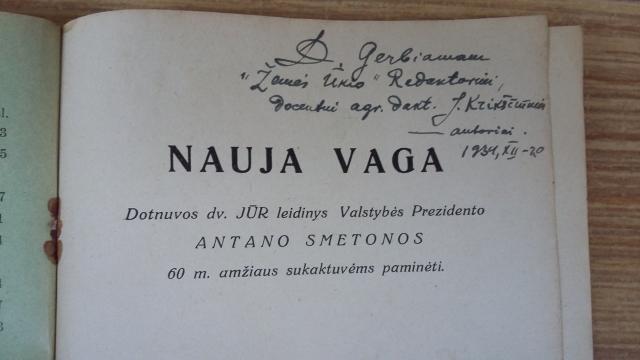 D. Gerbiamam
"Žemės Ūkio" Redaktoriui,
docentui agr. dakt. J. Krikščiūnui
— autoriai.
1934, XII-20
NAUJA VAGA
Dotnuvos dv. JŪR leidinys Valstybės Prezidento
ANTANO SMETONOS
60 m. amžiaus sukaktuvėms paminėti.